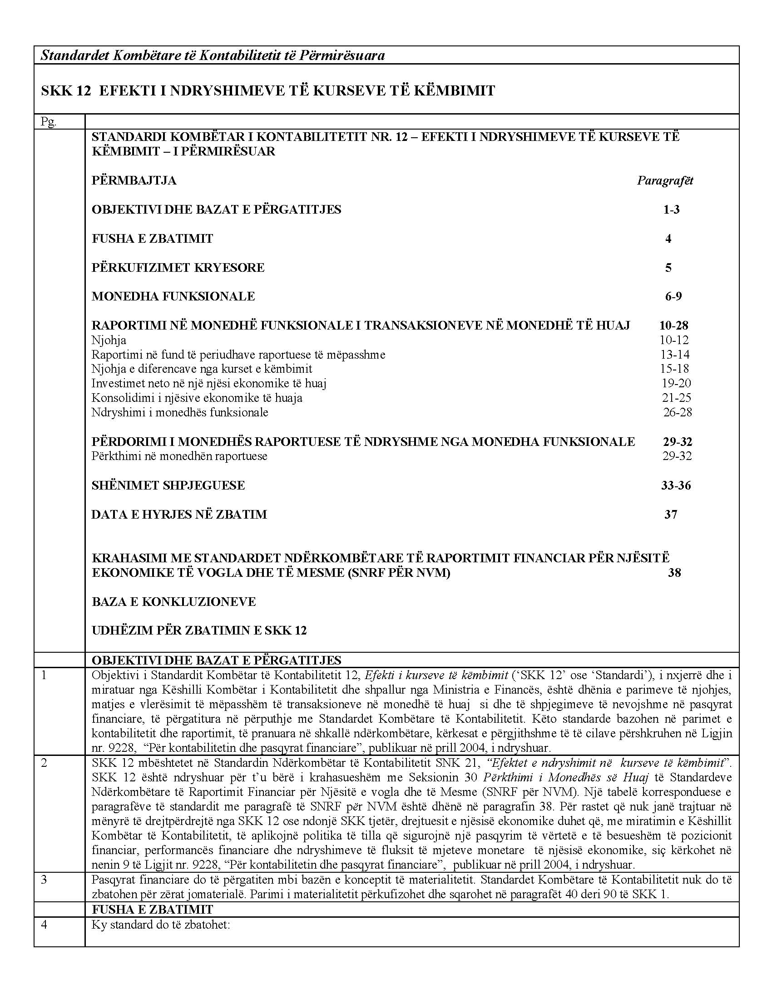 Standardet Kombëtare të Kontabilitetit të Përmirësuara
SKK 12  EFEKTI I NDRYSHIMEVE TË KURSEVE TË KËMBIMIT
Pg.
STANDARDI KOMBËTAR I KONTABILITETIT NR. 12 – EFEKTI I NDRYSHIMEVE TË KURSEVE TË
KËMBIMIT – I PËRMIRËSUAR
PËRMBAJTJA Paragrafët
OBJEKTIVI DHE BAZAT E PËRGATITJES 1-3
FUSHA E ZBATIMIT 4
PËRKUFIZIMET KRYESORE 5
MONEDHA FUNKSIONALE 6-9
RAPORTIMI NË MONEDHË FUNKSIONALE I TRANSAKSIONEVE NË MONEDHË TË HUAJ 10-28
Njohja 10-12
Raportimi në fund të periudhave raportuese të mëpasshme 13-14
Njohja e diferencave nga kurset e këmbimit 15-18
Investimet neto në një njësi ekonomike të huaj 19-20
Konsolidimi i njësive ekonomike të huaja 21-25
Ndryshimi i monedhës funksionale 26-28
PËRDORIMI I MONEDHËS RAPORTUESE TË NDRYSHME NGA MONEDHA FUNKSIONALE 29-32
Përkthimi në monedhën raportuese 29-32
SHËNIMET SHPJEGUESE 33-36
DATA E HYRJES NË ZBATIM 37
KRAHASIMI ME STANDARDET NDËRKOMBËTARE TË RAPORTIMIT FINANCIAR PËR NJËSITË
EKONOMIKE TË VOGLA DHE TË MESME (SNRF PËR NVM) 38
BAZA E KONKLUZIONEVE
UDHËZIM PËR ZBATIMIN E SKK 12
OBJEKTIVI DHE BAZAT E PËRGATITJES
1 Objektivi i Standardit Kombëtar të Kontabilitetit 12, Efekti i kurseve të këmbimit (‘SKK 12’ ose ‘Standardi’), i nxjerrë dhe i
miratuar nga Këshilli Kombëtar i Kontabilitetit dhe shpallur nga Ministria e Financës, është dhënia e parimeve të njohjes,
matjes e vlerësimit të mëpasshëm të transaksioneve në monedhë të huaj  si dhe të shpjegimeve të nevojshme në pasqyrat
financiare, të përgatitura në përputhje me Standardet Kombëtare të Kontabilitetit. Këto standarde bazohen në parimet e
kontabilitetit dhe raportimit, të pranuara në shkallë ndërkombëtare, kërkesat e përgjithshme të të cilave përshkruhen në Ligjin
nr. 9228,  “Për kontabilitetin dhe pasqyrat financiare”, publikuar në prill 2004, i ndryshuar.
2 SKK 12 mbështetet në Standardin Ndërkombëtar të Kontabilitetit SNK 21, “Efektet e ndryshimit në  kurseve të këmbimit”.
SKK 12 është ndryshuar për t’u bërë i krahasueshëm me Seksionin 30 Përkthimi i Monedhës së Huaj të Standardeve
Ndërkombëtare të Raportimit Financiar për Njësitë e vogla dhe të Mesme (SNRF për NVM). Një tabelë korresponduese e
paragrafëve të standardit me paragrafë të SNRF për NVM është dhënë në paragrafin 38. Për rastet që nuk janë trajtuar në
mënyrë të drejtpërdrejtë nga SKK 12 ose ndonjë SKK tjetër, drejtuesit e njësisë ekonomike duhet që, me miratimin e Këshillit
Kombëtar të Kontabilitetit, të aplikojnë politika të tilla që sigurojnë një pasqyrim të vërtetë e të besueshëm të pozicionit
financiar, performancës financiare dhe ndryshimeve të fluksit të mjeteve monetare  të njësisë ekonomike, siç kërkohet në
nenin 9 të Ligjit nr. 9228, “Për kontabilitetin dhe pasqyrat financiare”,  publikuar në prill 2004, i ndryshuar.
3 Pasqyrat financiare do të përgatiten mbi bazën e konceptit të materialitetit. Standardet Kombëtare të Kontabilitetit nuk do të
zbatohen për zërat jomaterialë. Parimi i materialitetit përkufizohet dhe sqarohet në paragrafët 40 deri 90 të SKK 1.
FUSHA E ZBATIMIT
4 Ky standard do të zbatohet: